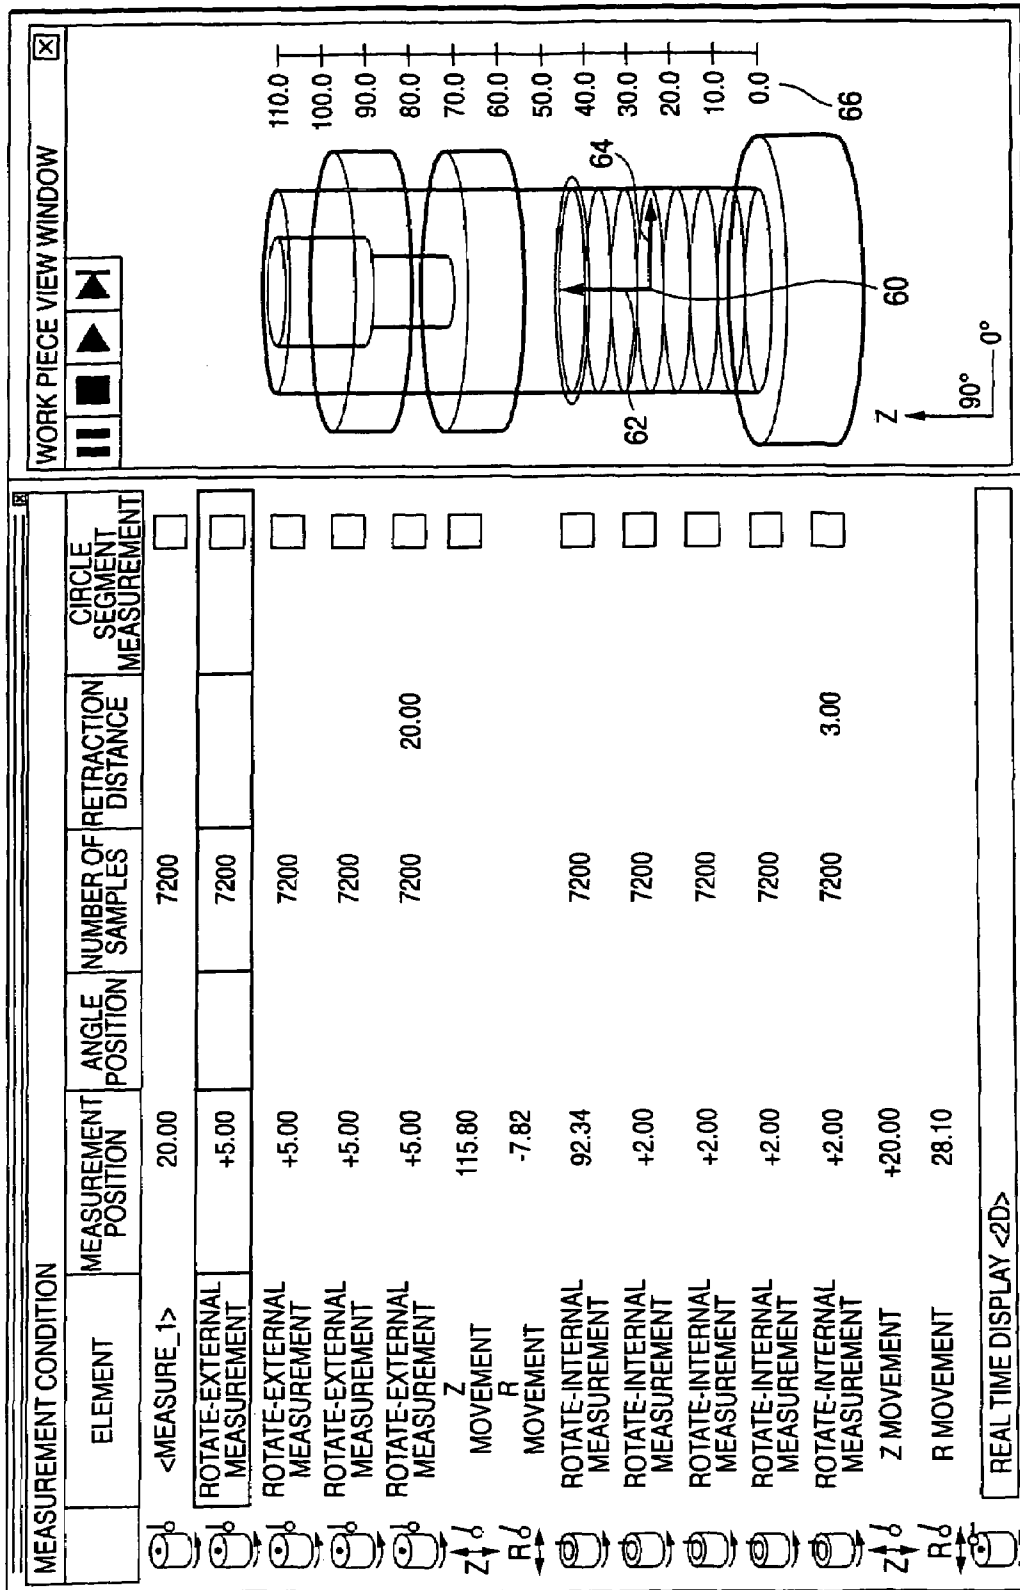 MEASUREMENT CONDITION
ELEMENT
MEASUREMENT
POSITION
ANGLE
POSITION
NUMBER OF
SAMPLES
RETRACTION
DISTANCE
CIRCLE
SEGMENT
MEASUREMENT
<MEASURE_1> 20.00 7200
ROTATE-EXTERNAL
MEASUREMENT +5.00 7200
ROTATE-EXTERNAL
MEASUREMENT +5.00 7200
ROTATE-EXTERNAL
MEASUREMENT +5.00 7200
ROTATE-EXTERNAL
MEASUREMENT +5.00 7200 20.00
Z
Z
MOVEMENT 115.80
R
R
MOVEMENT -7.82
ROTATE-INTERNAL
MEASUREMENT 92.34 7200
ROTATE-INTERNAL
MEASUREMENT +2.00 7200
ROTATE-INTERNAL
MEASUREMENT +2.00 7200
ROTATE-INTERNAL
MEASUREMENT +2.00 7200
ROTATE-INTERNAL
MEASUREMENT +2.00 7200 3.00
Z
Z MOVEMENT +20.00
R
R MOVEMENT 28.10
REAL TIME DISPLAY <2D>
WORK PIECE VIEW WINDOW
110.0
100.0
90.0
80.0
70.0
60.0
50.0
40.0
30.0
20.0
10.0
0.0
64
66
62
60
Z
90°
0°